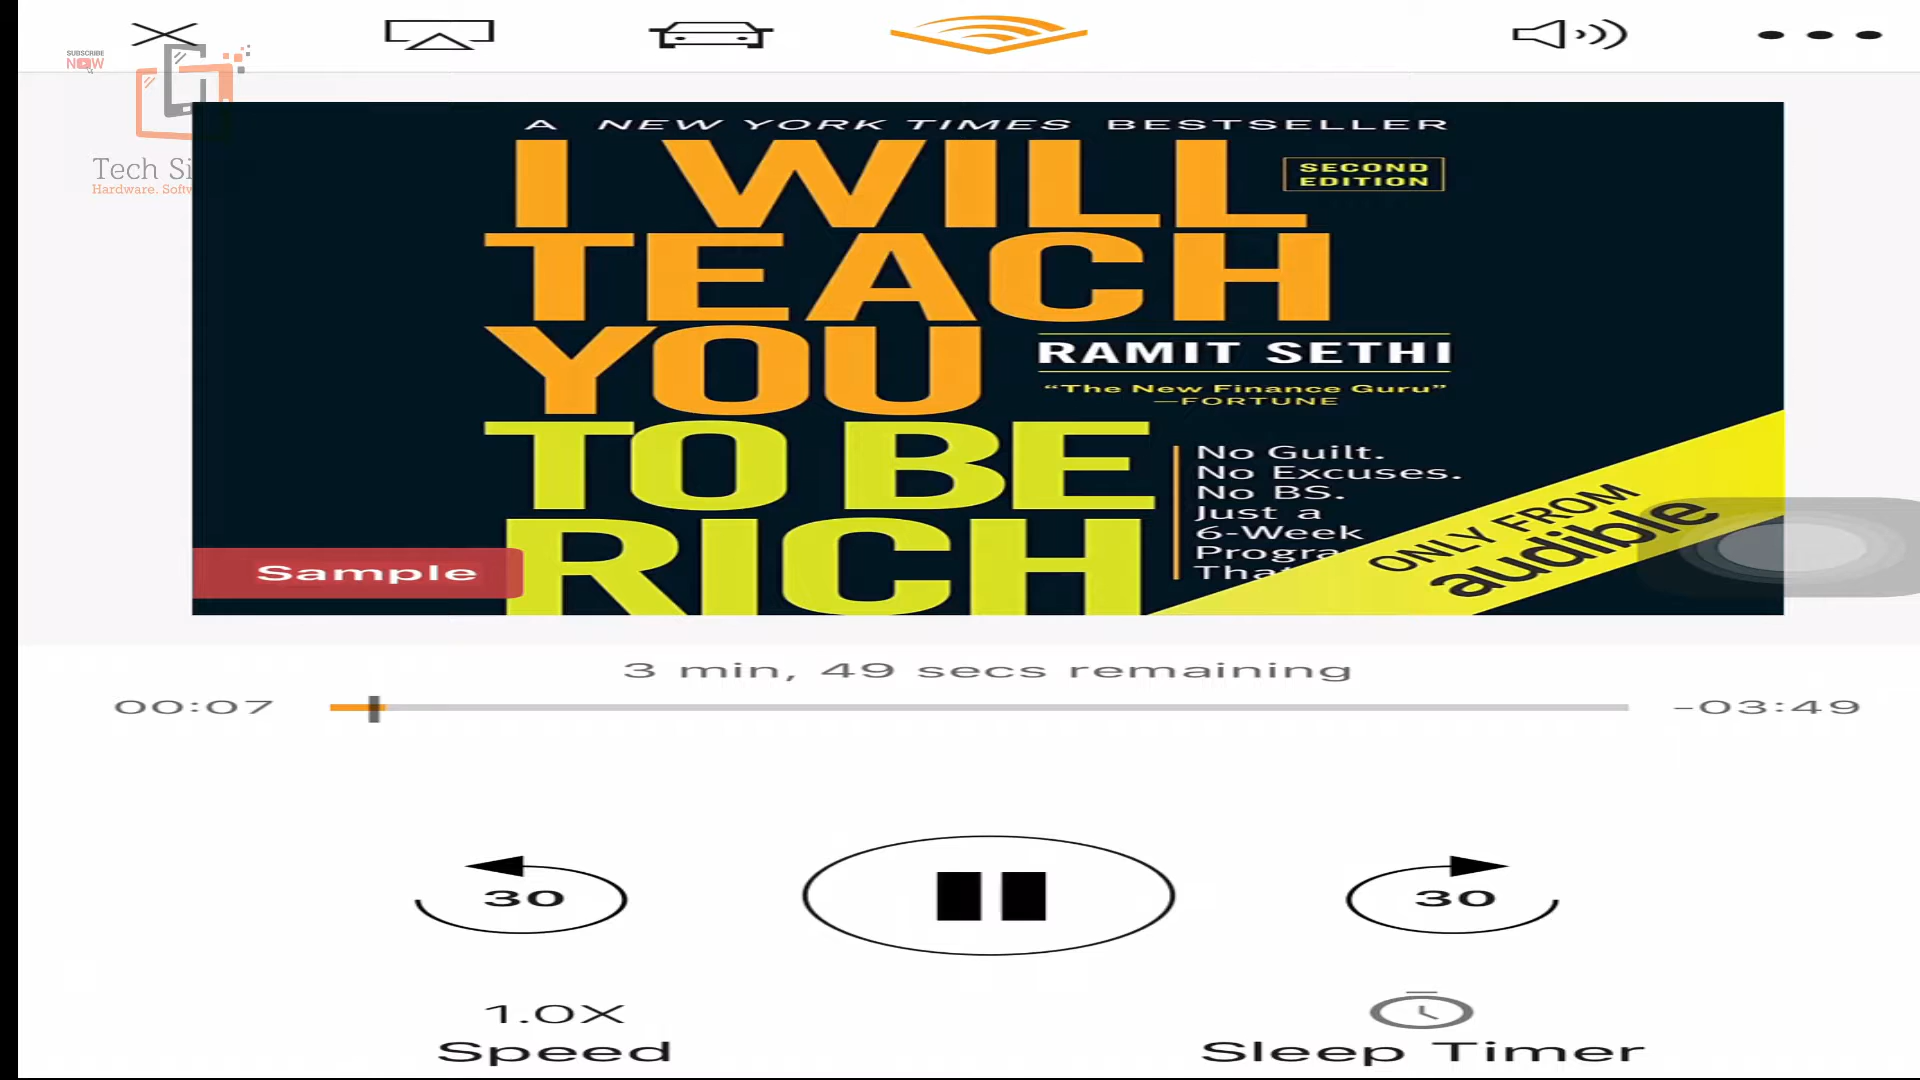 SUBSCRIBE
NOW
Tech Si
Hardware. Softw
A NEW YORK TIMES BESTSELLER
I WILL
TEACH
YOU
TO BE
RICH
SECOND
EDITION
RAMIT SETHI
“The New Finance Guru”
—FORTUNE
No Guilt.
No Excuses.
No BS.
Just a
6-Week
Progra
Tha
ONLY FROM
audible
Sample
3 min, 49 secs remaining
00:07
-03:49
30
30
1.0X
Speed
Sleep Timer